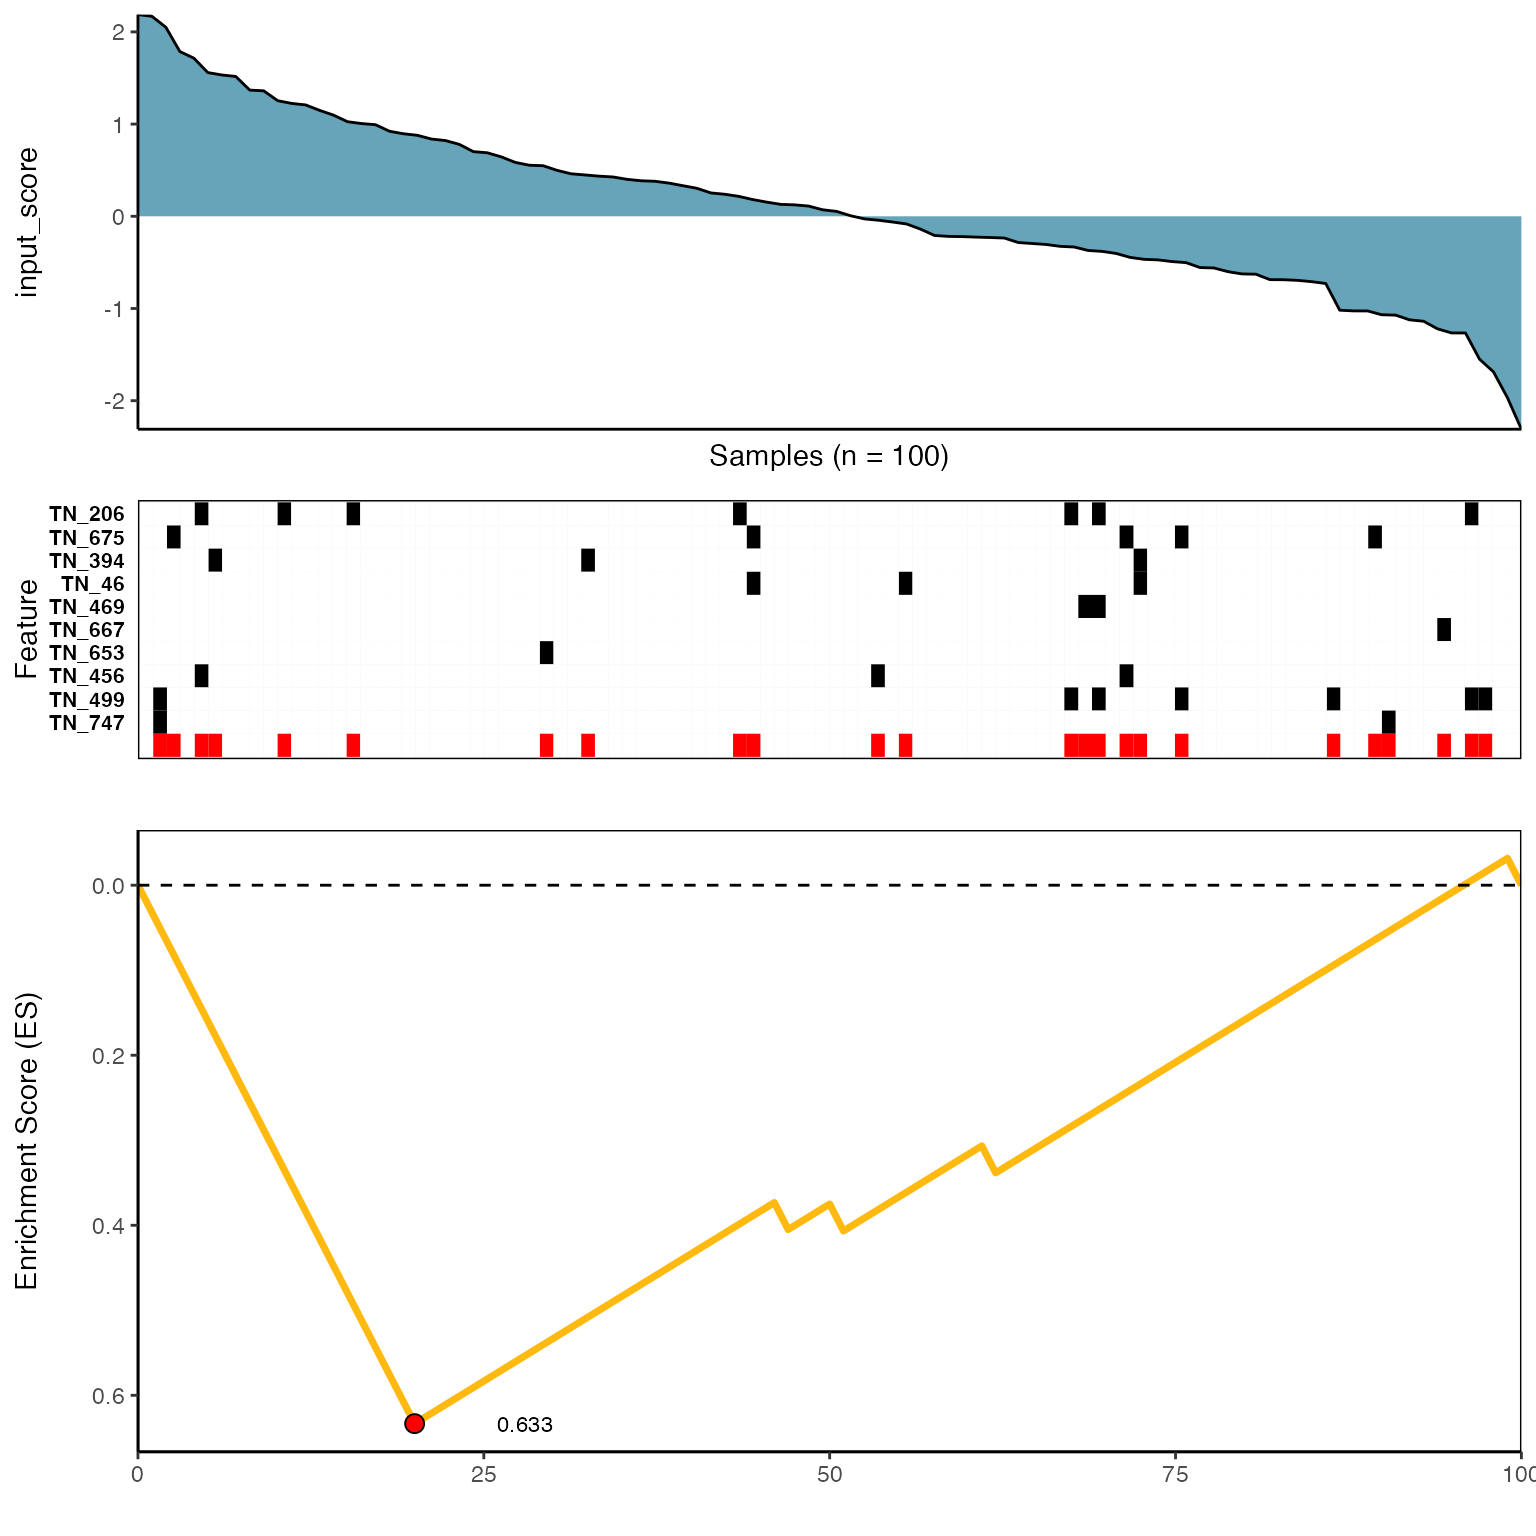 2
1
0
-1
-2
input_score
Samples (n = 100)
TN_206
TN_675
TN_394
TN_46
TN_469
TN_667
TN_653
TN_456
TN_499
TN_747
Feature
0.0
0.2
0.4
0.6
Enrichment Score (ES)
0.633
0 25 50 75 100